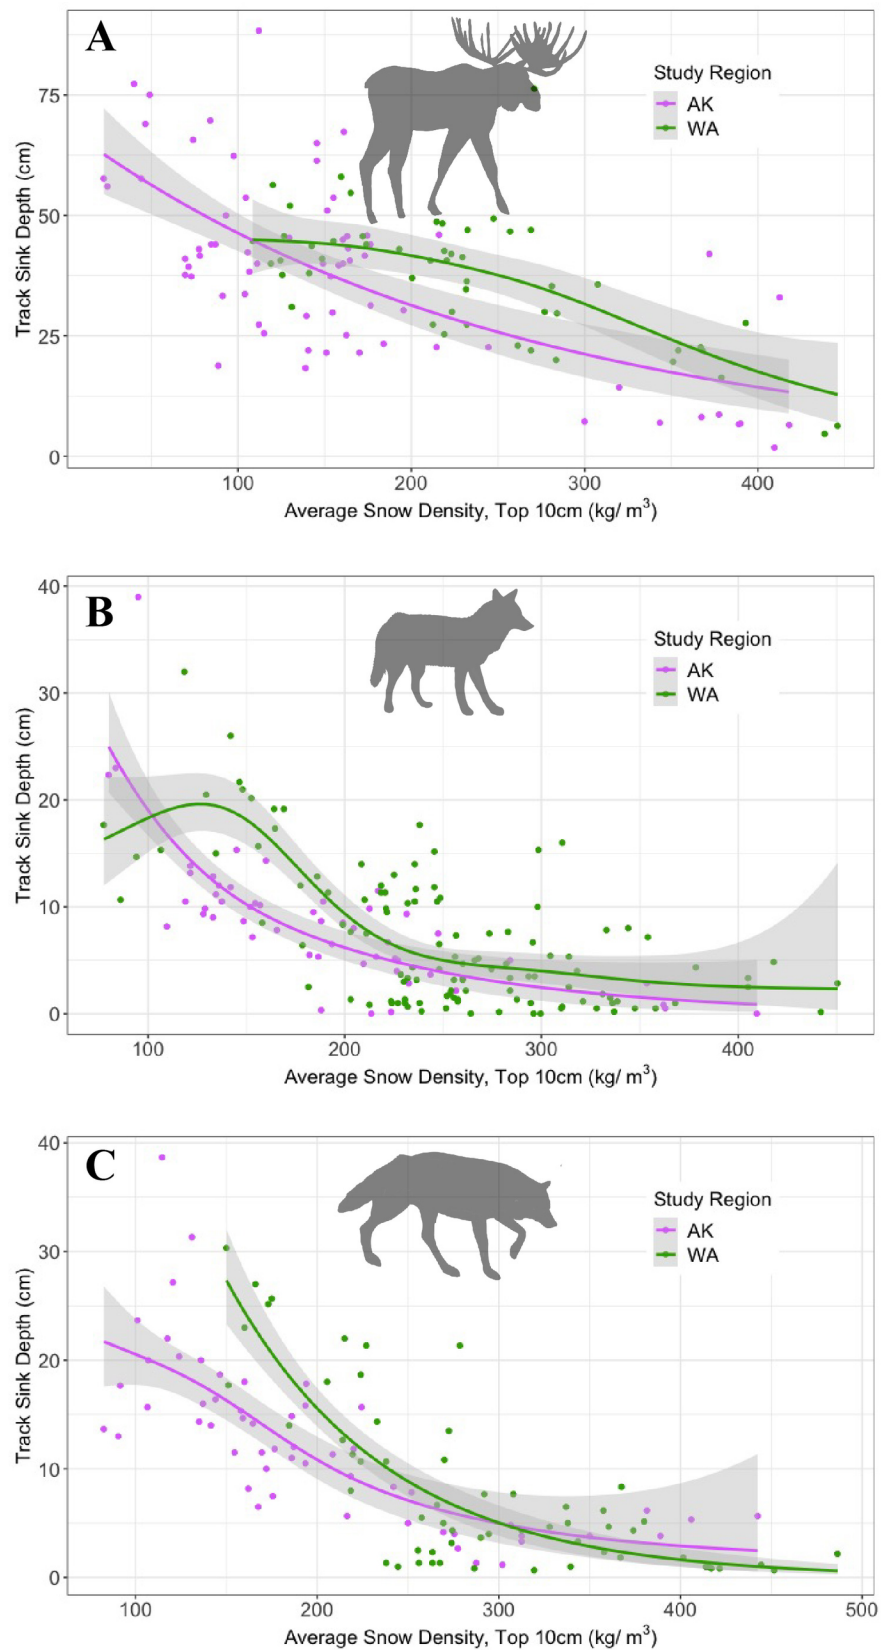 A
Study Region
AK
WA
Track Sink Depth (cm)
75
50
25
0
100 200 300 400
Average Snow Density, Top 10cm (kg/ m³)
B
Study Region
AK
WA
Track Sink Depth (cm)
40
30
20
10
0
100 200 300 400
Average Snow Density, Top 10cm (kg/ m³)
C
Study Region
AK
WA
Track Sink Depth (cm)
40
30
20
10
0
100 200 300 400 500
Average Snow Density, Top 10cm (kg/ m³)